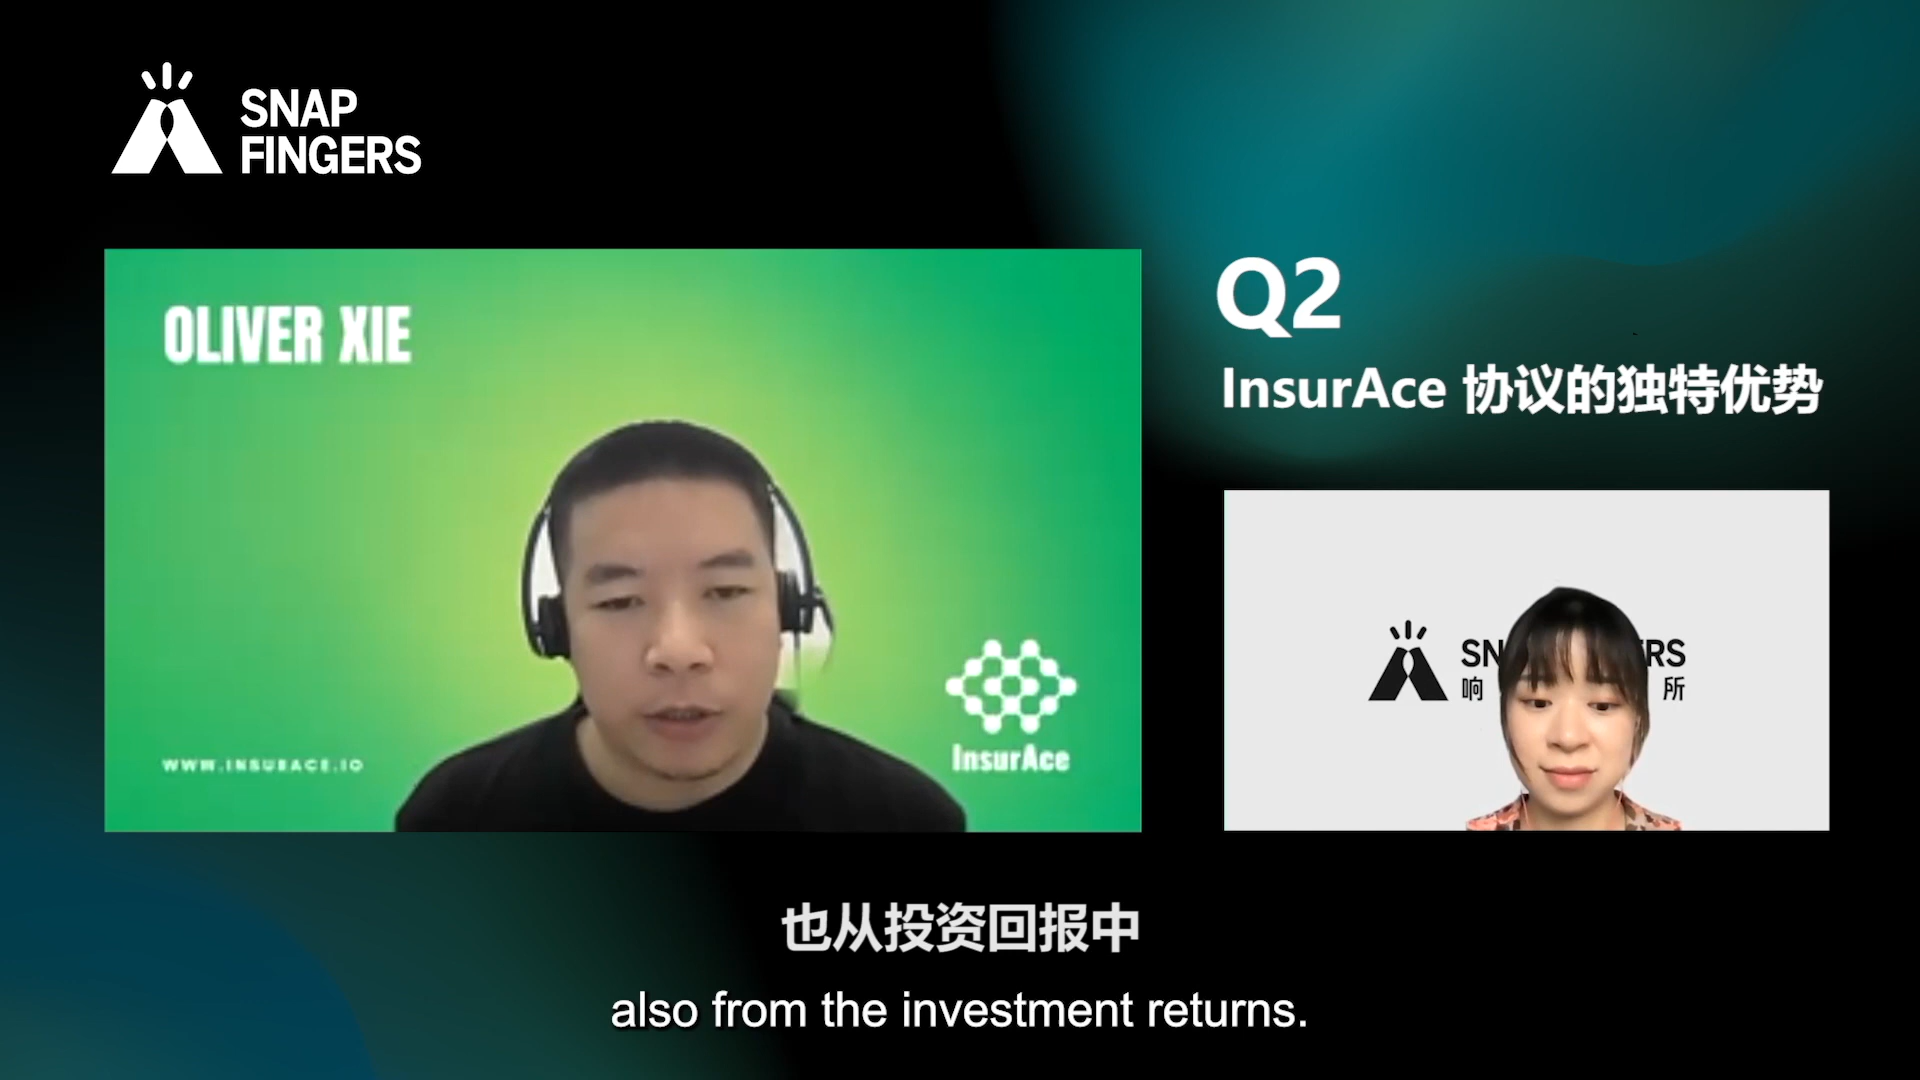 SNAP
FINGERS
OLIVER XIE
WWW.INSURACE.IO
InsurAce
Q2
InsurAce 协议的独特优势
SN RS
响 所
也从投资回报中
also from the investment returns.